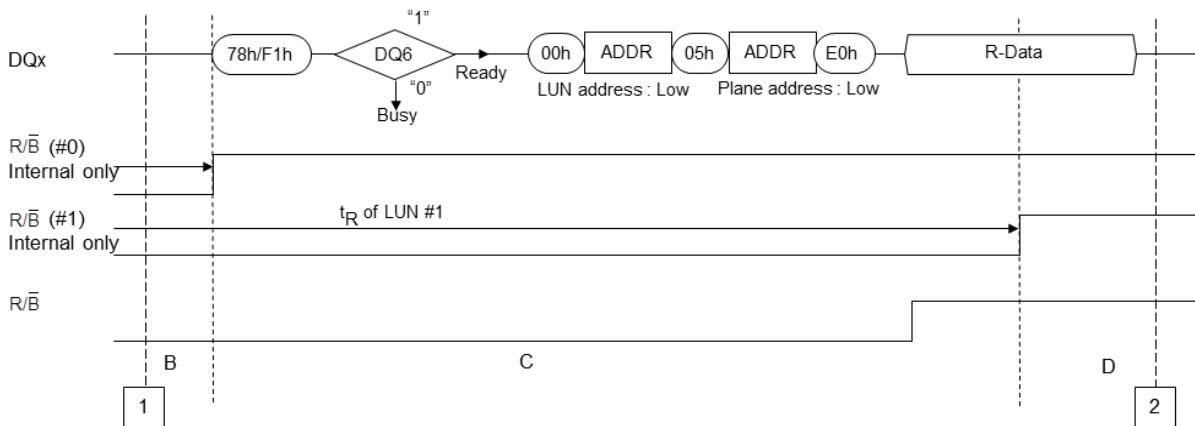 “1”
DQx
78h/F1h
DQ6
Ready
“0”
Busy
00h
ADDR
05h
ADDR
E0h
R-Data
LUN address : Low
Plane address : Low
R/B̅ (#0)
Internal only
R/B̅ (#1)
Internal only
tR of LUN #1
R/B̅
B
C
D
1
2